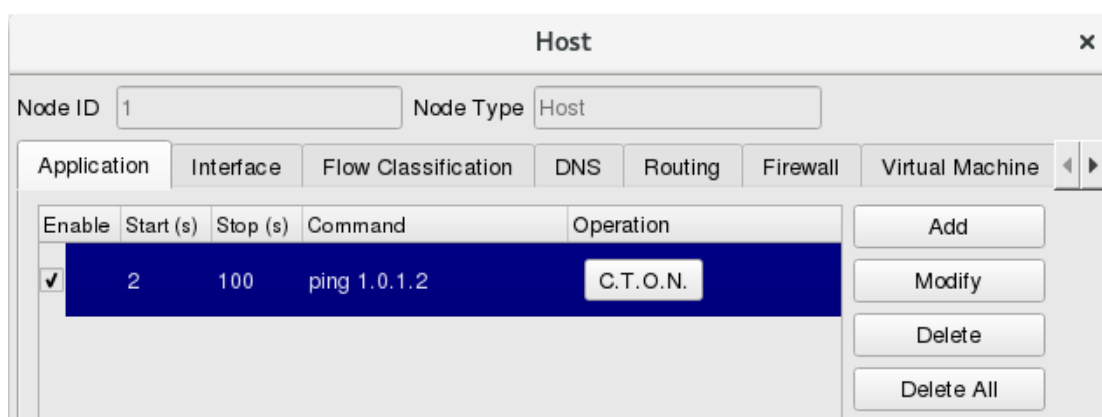 Host ×
Node ID 1 Node Type Host
Application Interface Flow Classification DNS Routing Firewall Virtual Machine
Enable Start (s) Stop (s) Command Operation Add
2 100 ping 1.0.1.2 C.T.O.N. Modify
Delete
Delete All